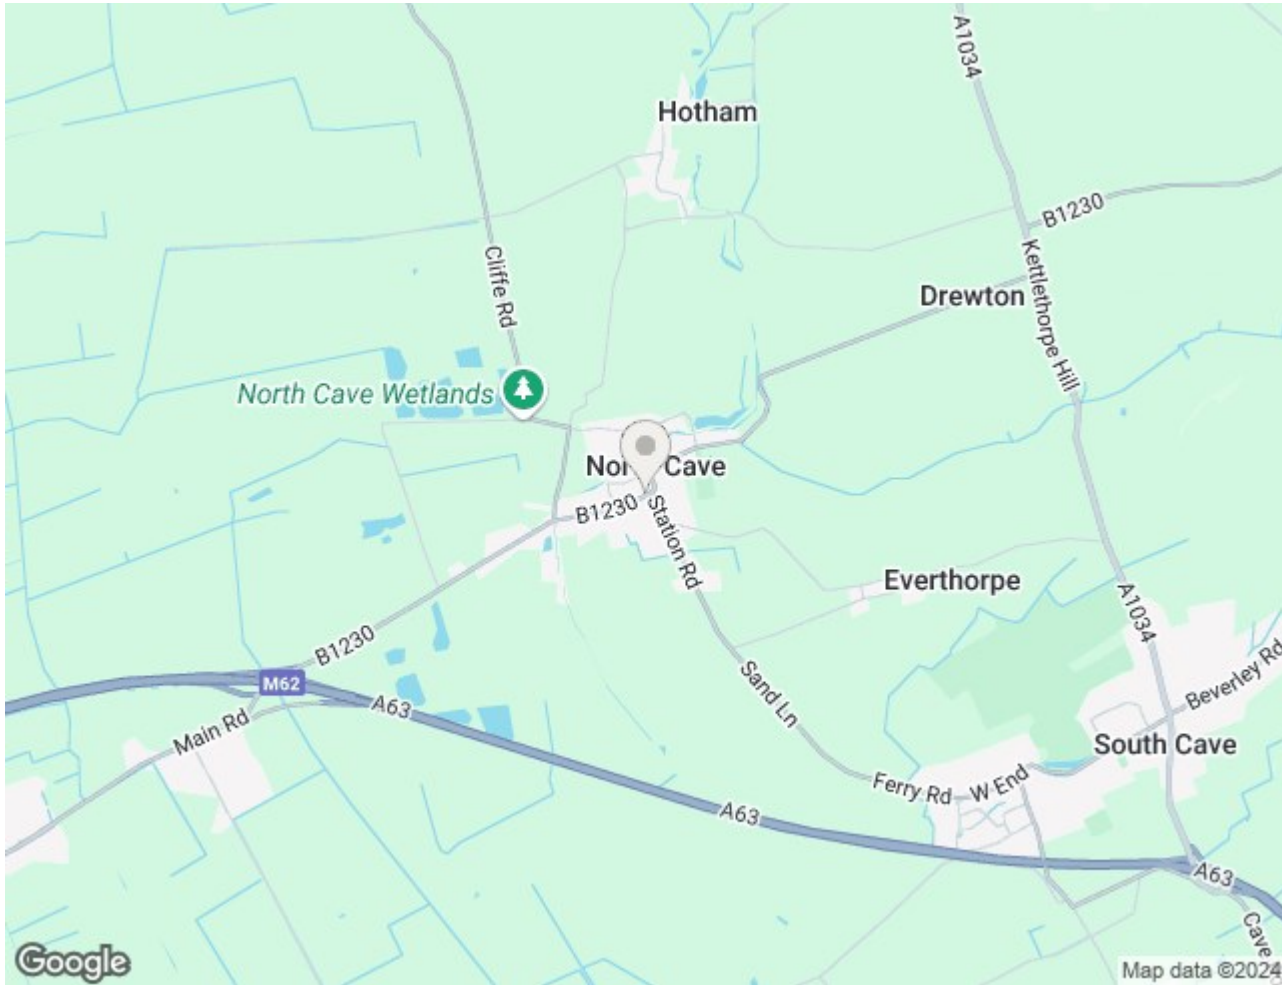 A1034
Hotham
B1230
Cliffe Rd
Kettlethorpe Hill
Drewton
North Cave Wetlands
North Cave
B1230
Station Rd
Everthorpe
A1034
B1230
Beverley Rd
M62
Sand Ln
A63
Main Rd
South Cave
Ferry Rd
W End
A63
A63
Cave
Google
Map data ©2024